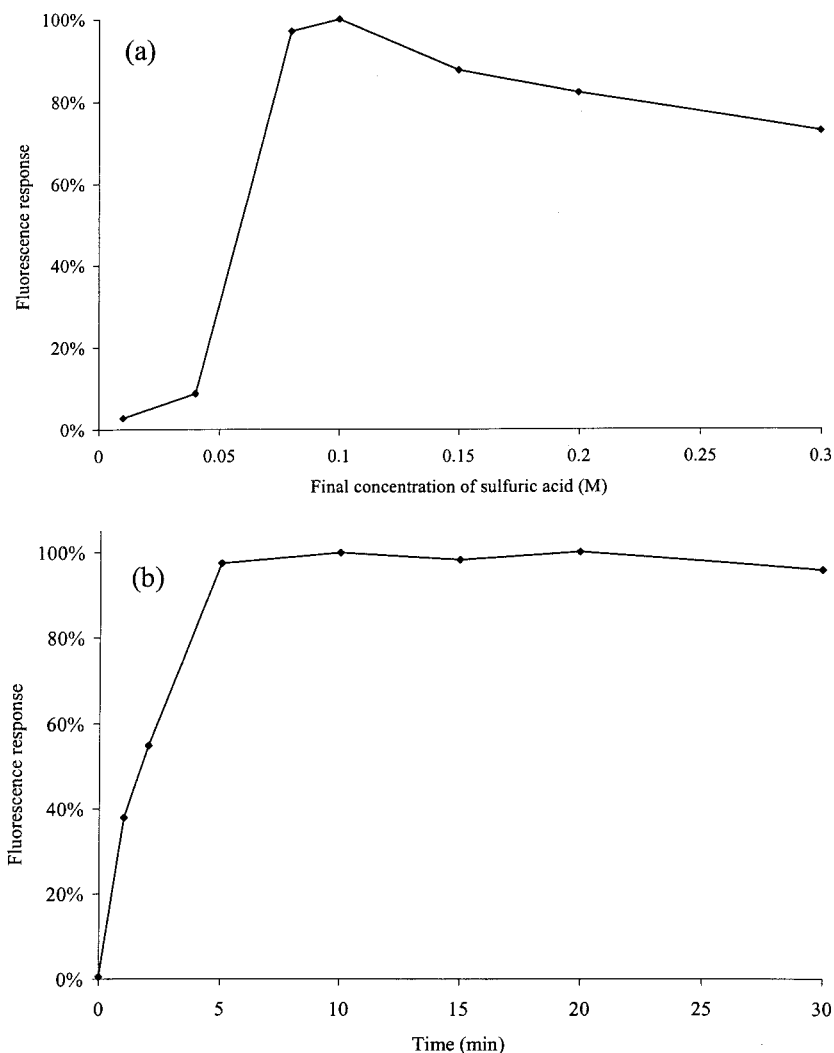 100%
(a)
80%
60%
Fluorescence response
40%
20%
0%
0 0.05 0.1 0.15 0.2 0.25 0.3
Final concentration of sulfuric acid (M)
100%
(b)
80%
60%
Fluorescence response
40%
20%
0%
0 5 10 15 20 25 30
Time (min)